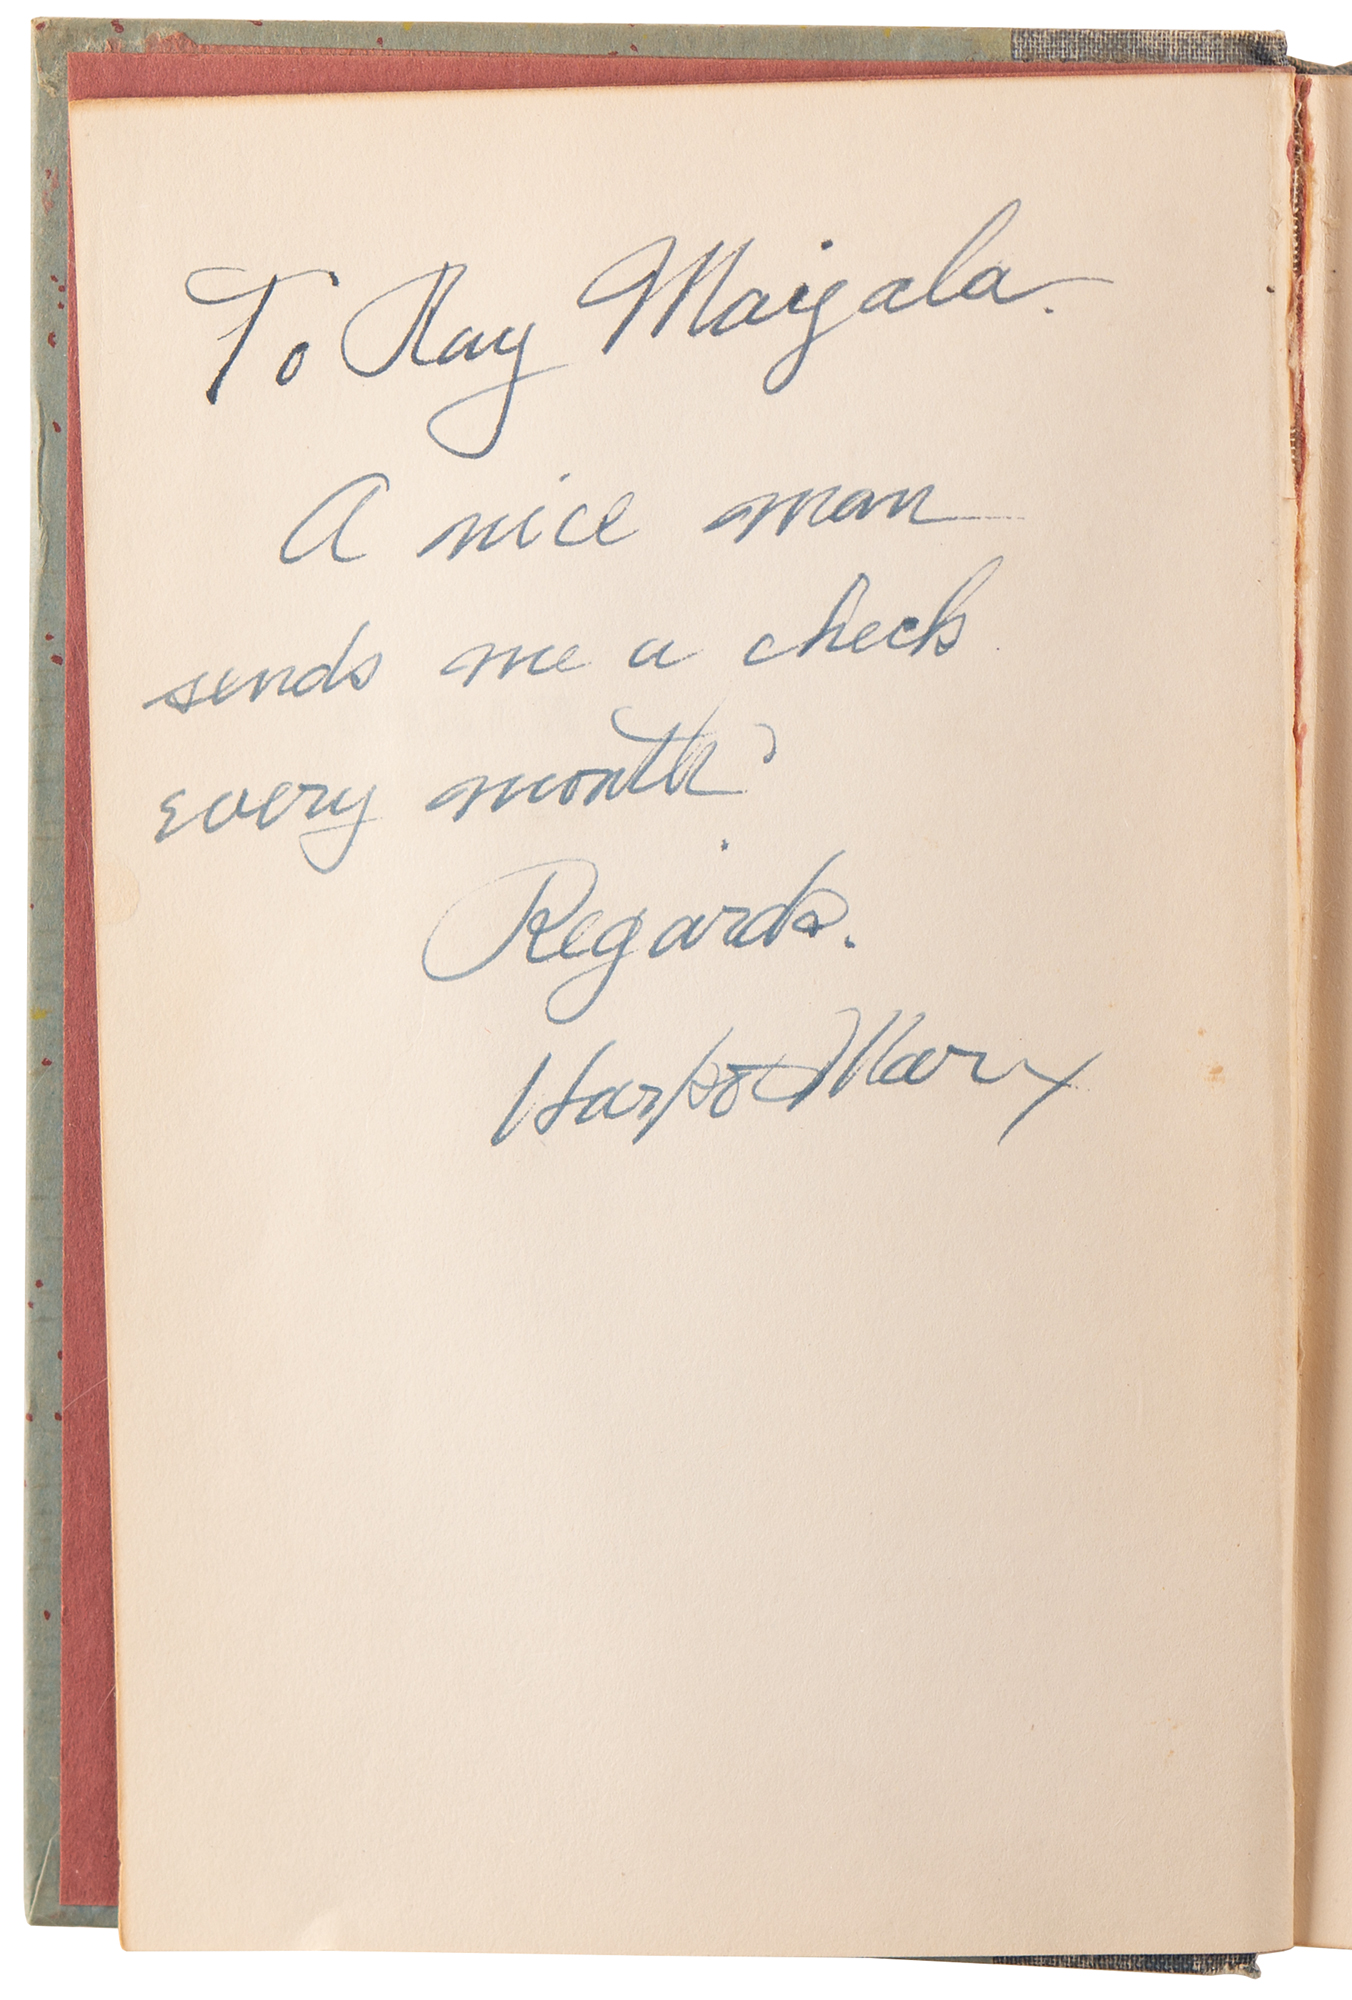 To Ray Maijala.
A nice man
sends me a check
every month?
Regards.
Harpo Marx